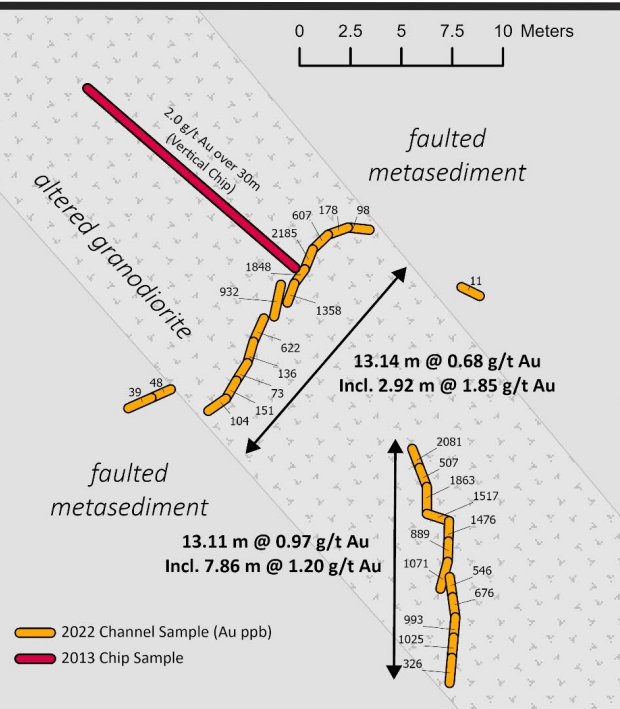 0 2.5 5 7.5 10 Meters
faulted
metasediment
2.0 g/t Au over 30m
(Vertical Chip)
altered granodiorite
98
178
607
2185
1848
932
1358
11
622
136
73
151
104
48
39
13.14 m @ 0.68 g/t Au
Incl. 2.92 m @ 1.85 g/t Au
faulted
metasediment
2081
507
1863
1517
1476
889
1071
546
676
993
1025
326
13.11 m @ 0.97 g/t Au
Incl. 7.86 m @ 1.20 g/t Au
2022 Channel Sample (Au ppb)
2013 Chip Sample